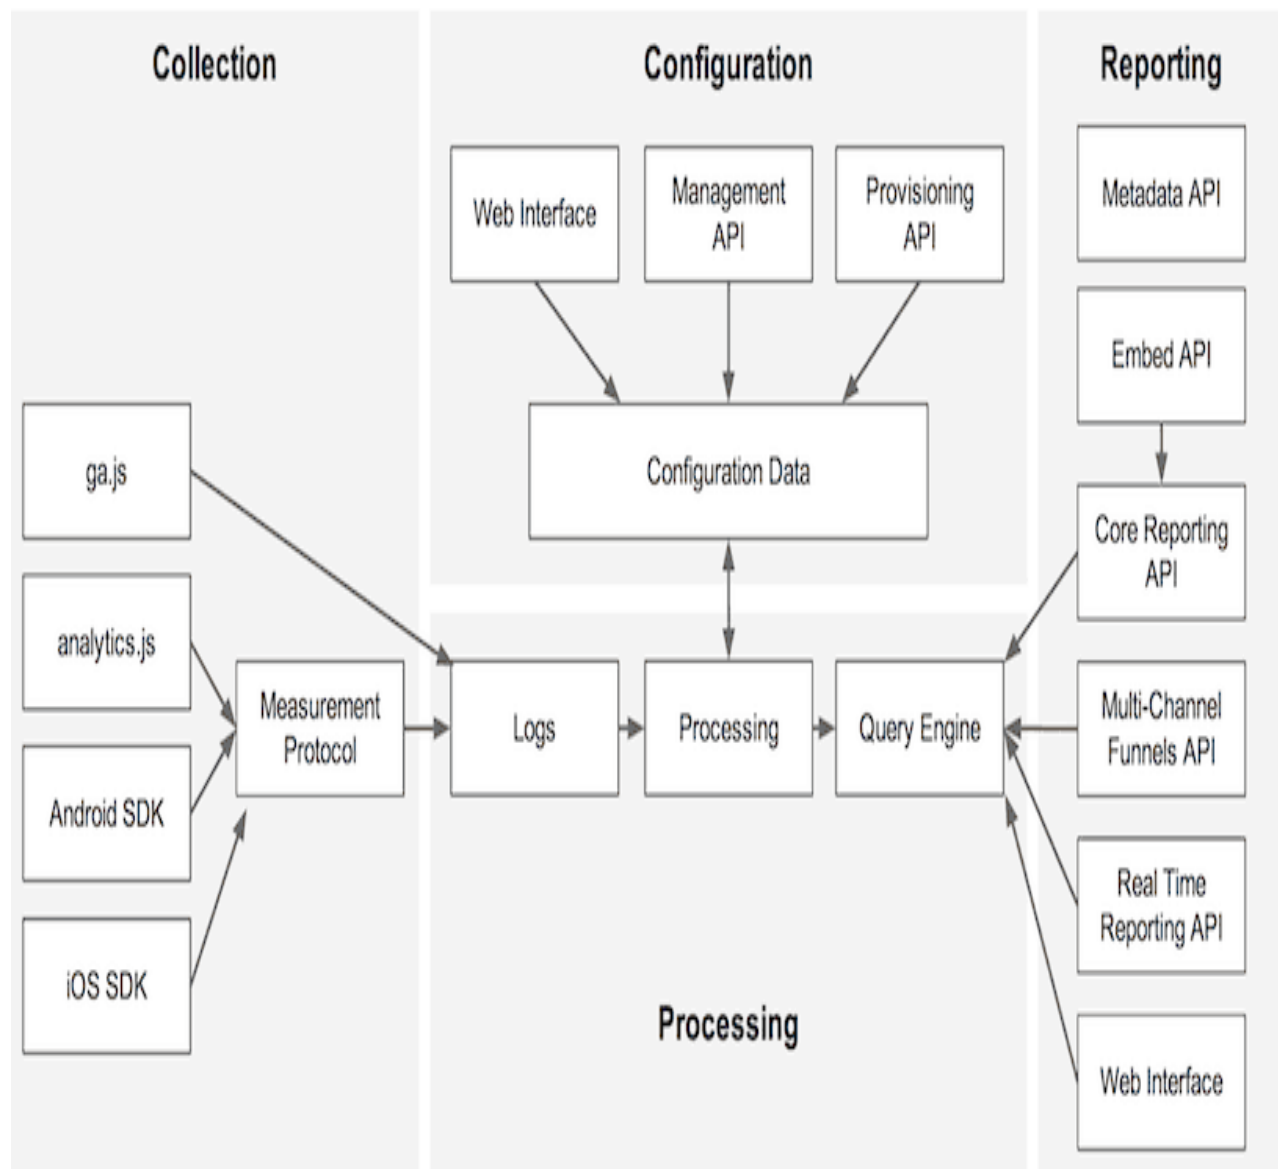 Collection
Configuration
Reporting
Web Interface
Management
API
Provisioning
API
Metadata API
Embed API
ga.js
Configuration Data
Core Reporting
API
analytics.js
Measurement
Protocol
Logs
Processing
Query Engine
Multi-Channel
Funnels API
Android SDK
Real Time
Reporting API
iOS SDK
Processing
Web Interface